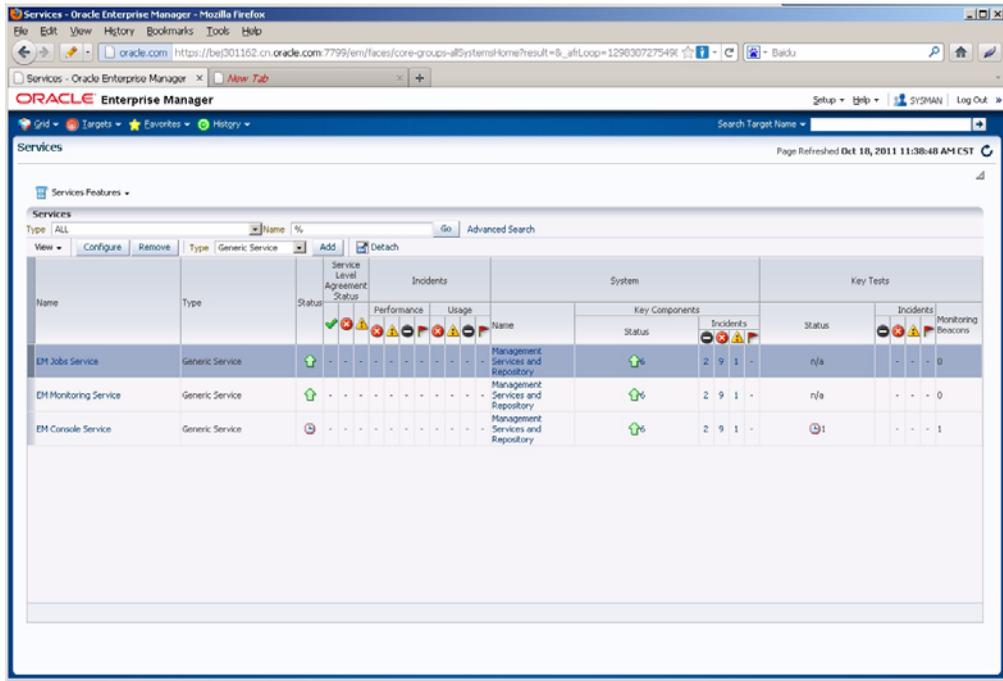 Services - Oracle Enterprise Manager - Mozilla Firefox
File Edit View History Bookmarks Tools Help
oracle.com https://bej301162.cn.oracle.com:7799/em/faces/core-groups-allSystemsHome?result=&_afrLoop= Baidu
Services - Oracle Enterprise Manager × New Tab × +
ORACLE Enterprise Manager Setup Help SYSMAN Log Out »
Grid Targets Favorites History Search Target Name
Services Page Refreshed Oct 18, 2011 11:38:48 AM CST
Services Features
Services
Type ALL Name % Go Advanced Search
View Configure Remove Type Generic Service Add Detach
Name Type Status Service Level Agreement Status Incidents System Key Tests
Performance Usage Name Key Components Status Incidents Status Incidents Monitoring Beacons
EM Jobs Service Generic Service - - - - - - - - - - - Management Services and Repository 6 2 9 1 - n/a - - - 0
EM Monitoring Service Generic Service - - - - - - - - - - - Management Services and Repository 6 2 9 1 - n/a - - - 0
EM Console Service Generic Service - - - - - - - - - - - Management Services and Repository 6 2 9 1 - 1 - - - 1